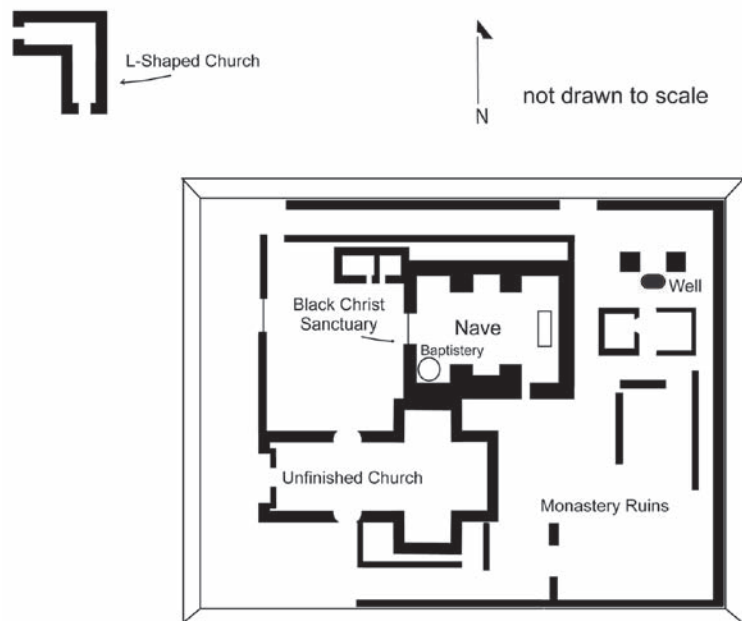 L-Shaped Church
not drawn to scale
N
Well
Black Christ
Sanctuary
Nave
Baptistery
Unfinished Church
Monastery Ruins